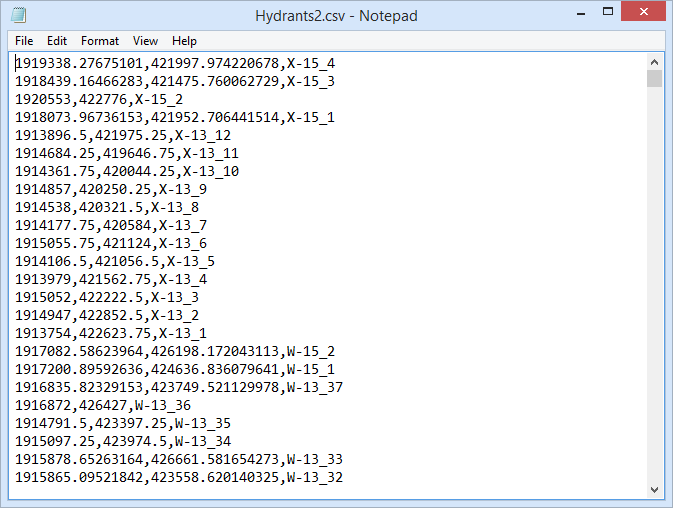 Hydrants2.csv - Notepad
File Edit Format View Help
1919338.27675101,421997.974220678,X-15_4
1918439.16466283,421475.760062729,X-15_3
1920553,422776,X-15_2
1918073.96736153,421952.706441514,X-15_1
1913896.5,421975.25,X-13_12
1914684.25,419646.75,X-13_11
1914361.75,420044.25,X-13_10
1914857,420250.25,X-13_9
1914538,420321.5,X-13_8
1914177.75,420584,X-13_7
1915055.75,421124,X-13_6
1914106.5,421056.5,X-13_5
1913979,421562.75,X-13_4
1915052,422222.5,X-13_3
1914947,422852.5,X-13_2
1913754,422623.75,X-13_1
1917082.58623964,426198.172043113,W-15_2
1917200.89592636,424636.836079641,W-15_1
1916835.82329153,423749.521129978,W-13_37
1916872,426427,W-13_36
1914791.5,423397.25,W-13_35
1915097.25,423974.5,W-13_34
1915878.65263164,426661.581654273,W-13_33
1915865.09521842,423558.620140325,W-13_32